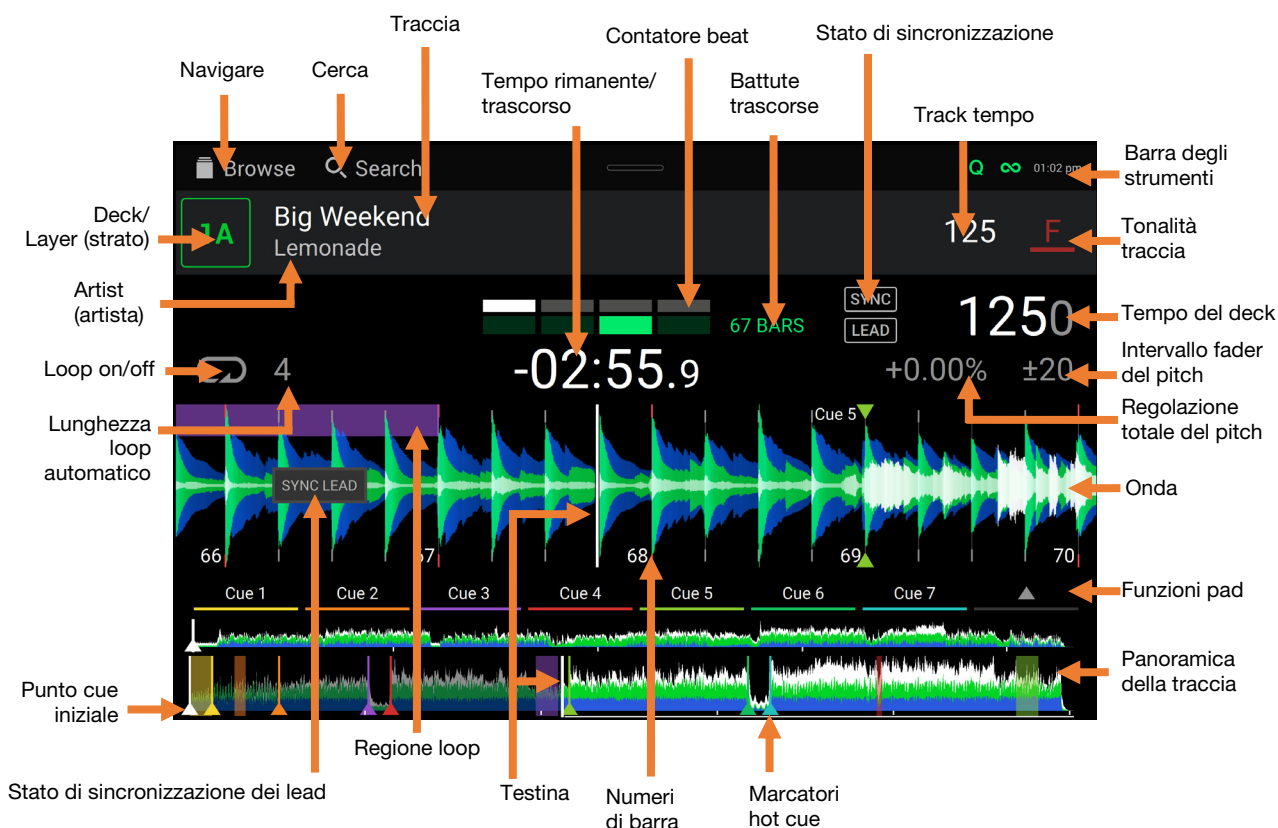 Traccia
Contatore beat
Stato di sincronizzazione
Navigare
Cerca
Tempo rimanente/
trascorso
Battute
trascorse
Track tempo
Browse
Search
Q
01:02 pm
Barra degli
strumenti
Deck/
Layer (strato)
1A
Big Weekend
Lemonade
125
F
Tonalità
traccia
Artist
(artista)
67 BARS
SYNC
LEAD
1250
Tempo del deck
Loop on/off
4
-02:55.9
+0.00%
±20
Intervallo fader
del pitch
Lunghezza
loop
automatico
Cue 5
Regolazione
totale del pitch
SYNC LEAD
Onda
66
67
68
69
70
Cue 1
Cue 2
Cue 3
Cue 4
Cue 5
Cue 6
Cue 7
Funzioni pad
Panoramica
della traccia
Punto cue
iniziale
Regione loop
Stato di sincronizzazione dei lead
Testina
Numeri
di barra
Marcatori
hot cue